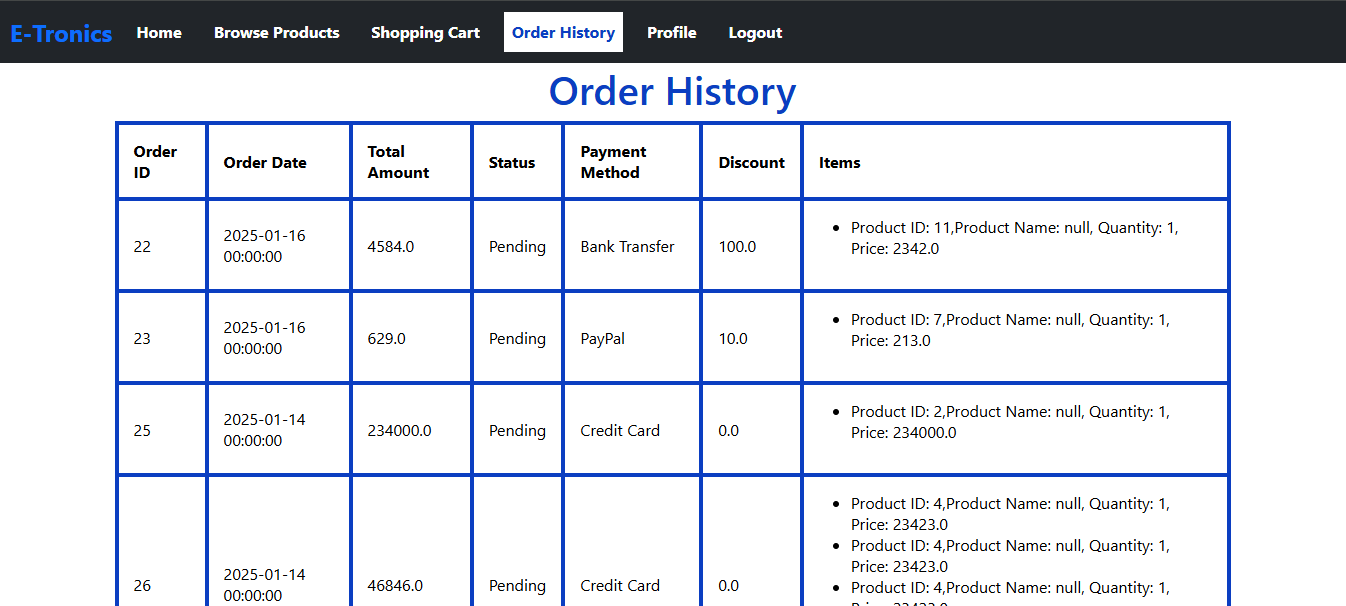 E-Tronics Home Browse Products Shopping Cart Order History Profile Logout
Order History
Order ID Order Date Total Amount Status Payment Method Discount Items
22 2025-01-16 00:00:00 4584.0 Pending Bank Transfer 100.0
Product ID: 11,Product Name: null, Quantity: 1,
Price: 2342.0
23 2025-01-16 00:00:00 629.0 Pending PayPal 10.0
Product ID: 7,Product Name: null, Quantity: 1,
Price: 213.0
25 2025-01-14 00:00:00 234000.0 Pending Credit Card 0.0
Product ID: 2,Product Name: null, Quantity: 1,
Price: 234000.0
26 2025-01-14 00:00:00 46846.0 Pending Credit Card 0.0
Product ID: 4,Product Name: null, Quantity: 1,
Price: 23423.0
Product ID: 4,Product Name: null, Quantity: 1,
Price: 23423.0
Product ID: 4,Product Name: null, Quantity: 1,